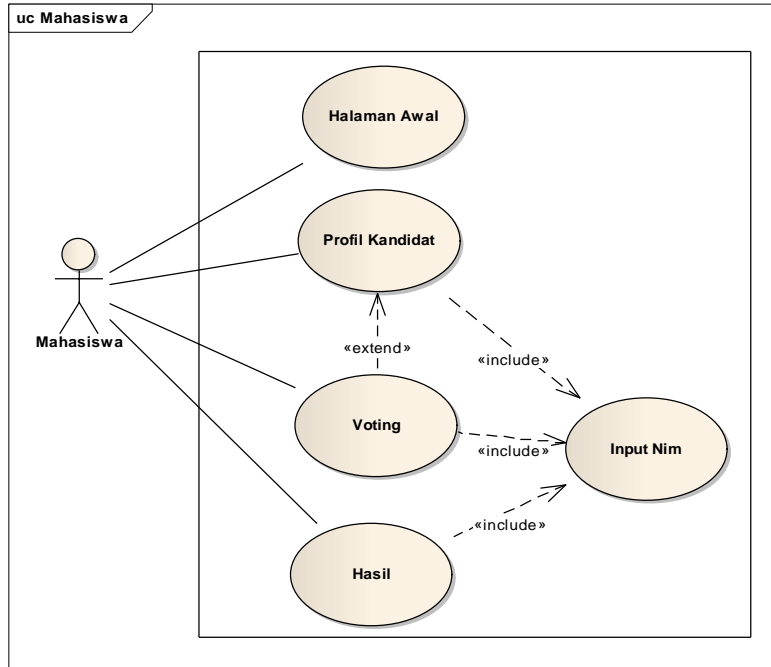 uc Mahasiswa
Halaman Awal
Profil Kandidat
Mahasiswa
«extend»
«include»
Voting
Input Nim
«include»
«include»
Hasil